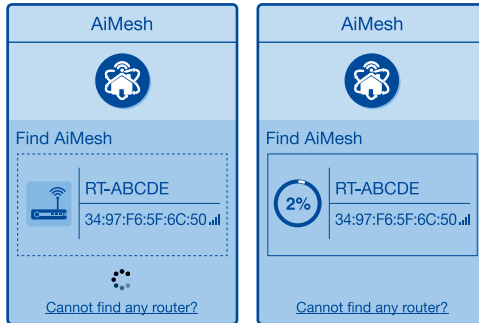 AiMesh
Find AiMesh
RT-ABCDE
34:97:F6:5F:6C:50
Cannot find any router?
AiMesh
Find AiMesh
2%
RT-ABCDE
34:97:F6:5F:6C:50
Cannot find any router?